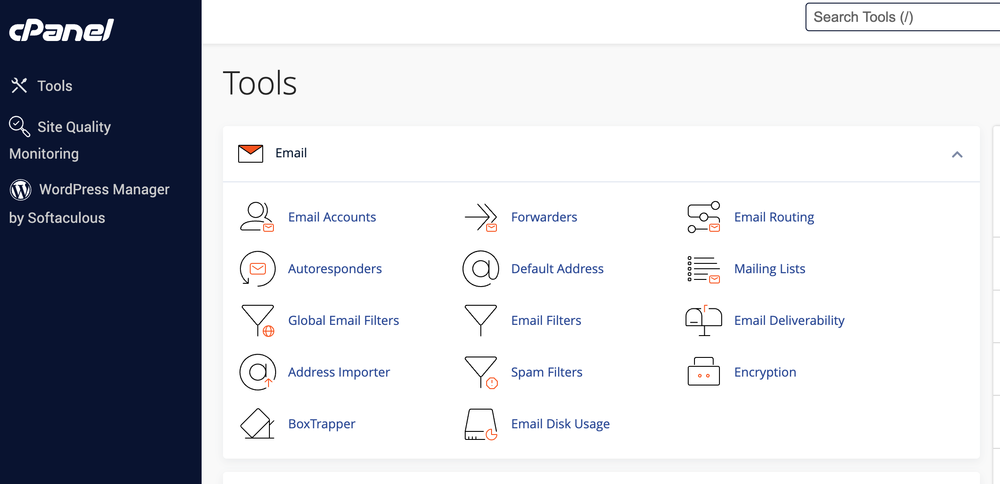 cPanel
Search Tools (/)
Tools
Site Quality
Monitoring
WordPress Manager
by Softaculous
Tools
Email
Email Accounts
Forwarders
Email Routing
Autoresponders
Default Address
Mailing Lists
Global Email Filters
Email Filters
Email Deliverability
Address Importer
Spam Filters
Encryption
BoxTrapper
Email Disk Usage